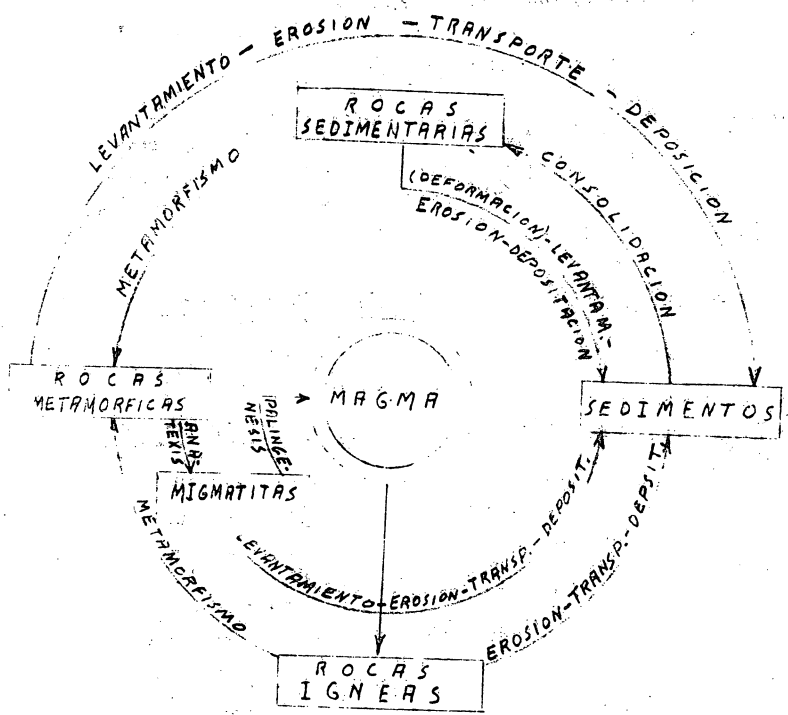 LEVANTAMIENTO - EROSION - TRANSPORTE - DEPOSICION
ROCAS
SEDIMENTARIAS
CONSOLIDACION
(DEFORMACION)-LEVANTAM.-
EROSION-DEPOSITACION
METAMORFISMO
ROCAS
METAMORFICAS
MAGMA
SEDIMENTOS
ANA-
TEXIS
PALINGE-
NESIS
MIGMATITAS
LEVANTAMIENTO-EROSION-TRANSP.-DEPOSIT.
EROSION-TRANSP.-DEPSIT.
METAMORFISMO
ROCAS
IGNEAS